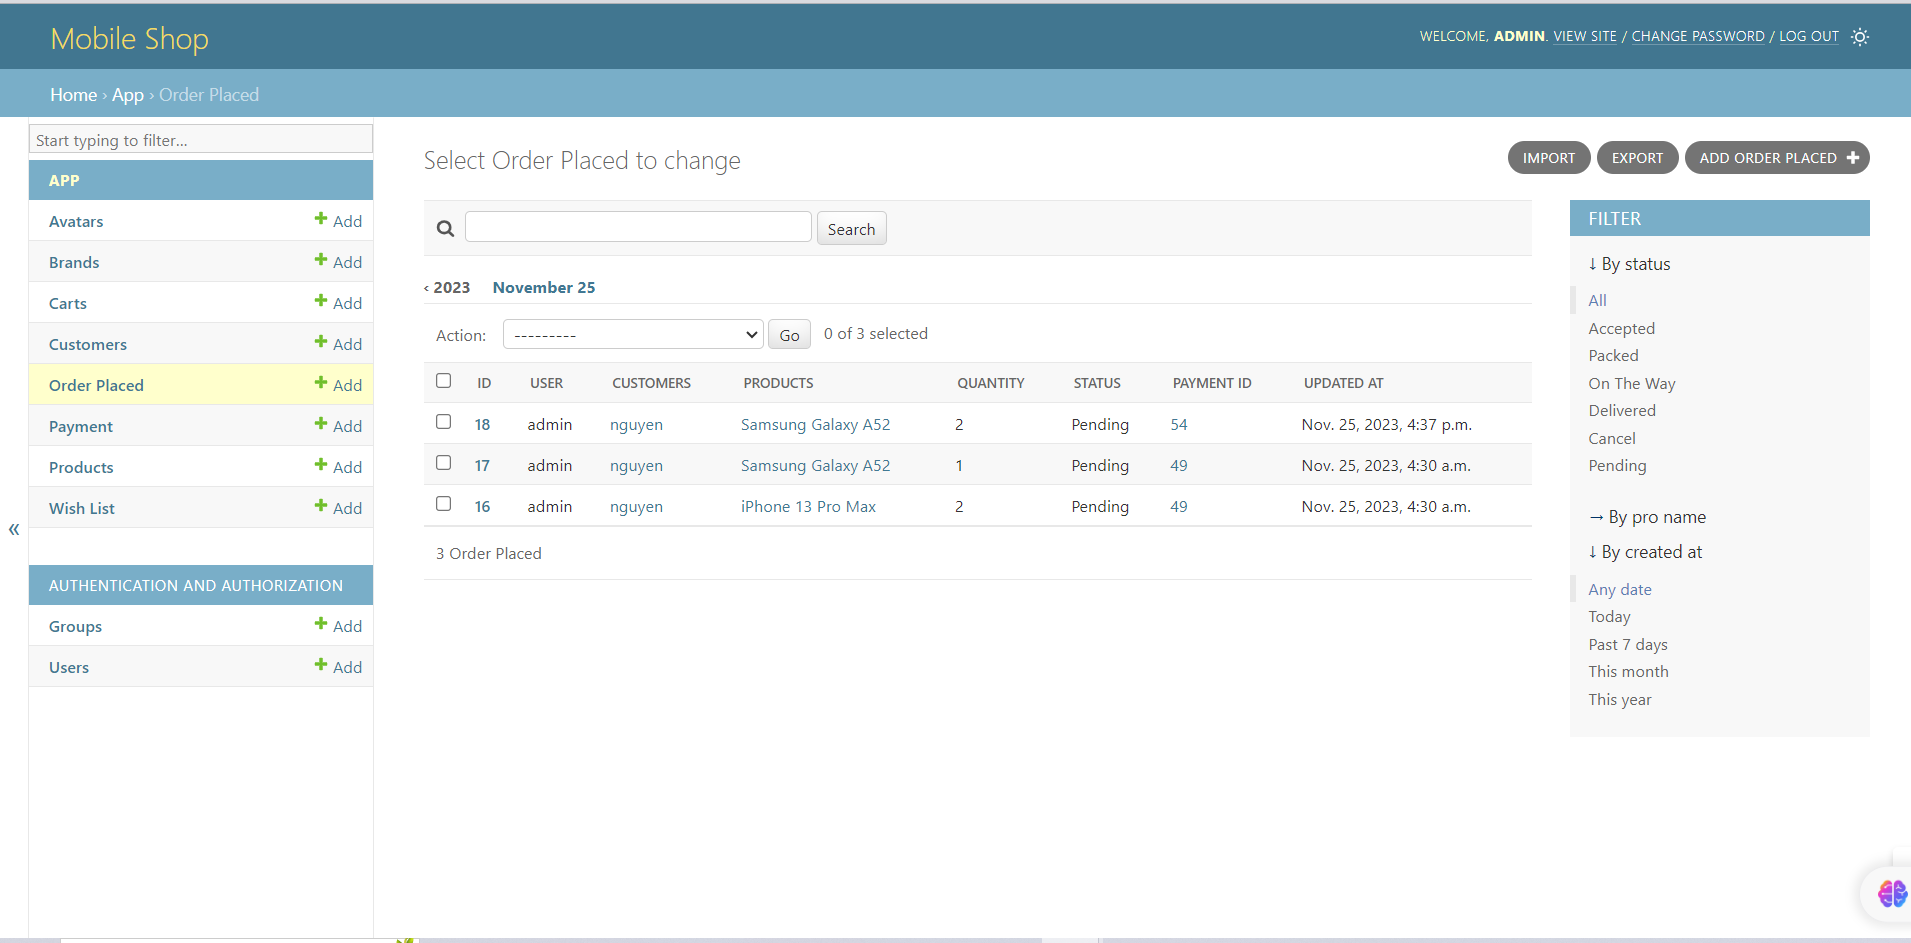 Mobile Shop
WELCOME, ADMIN. VIEW SITE / CHANGE PASSWORD / LOG OUT
Home › App › Order Placed
Start typing to filter...
APP
Avatars Add
Brands Add
Carts Add
Customers Add
Order Placed Add
Payment Add
Products Add
Wish List Add
AUTHENTICATION AND AUTHORIZATION
Groups Add
Users Add
«
Select Order Placed to change
IMPORT EXPORT ADD ORDER PLACED
Search
‹ 2023 November 25
Action: --------- Go 0 of 3 selected
ID USER CUSTOMERS PRODUCTS QUANTITY STATUS PAYMENT ID UPDATED AT
18 admin nguyen Samsung Galaxy A52 2 Pending 54 Nov. 25, 2023, 4:37 p.m.
17 admin nguyen Samsung Galaxy A52 1 Pending 49 Nov. 25, 2023, 4:30 a.m.
16 admin nguyen iPhone 13 Pro Max 2 Pending 49 Nov. 25, 2023, 4:30 a.m.
3 Order Placed
FILTER
↓ By status
All
Accepted
Packed
On The Way
Delivered
Cancel
Pending
→ By pro name
↓ By created at
Any date
Today
Past 7 days
This month
This year